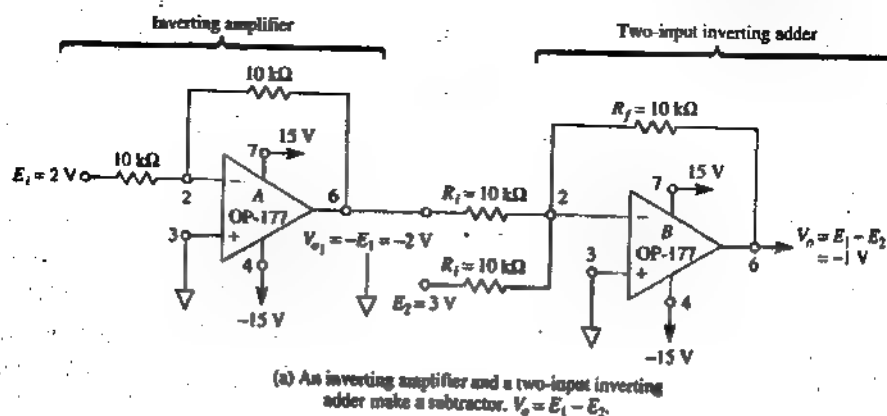 Inverting amplifier
Two-input inverting adder
10 kΩ
R_f = 10 kΩ
15 V
15 V
E_i = 2 V
10 kΩ
7
7
2
−
A
6
R_i = 10 kΩ
2
−
B
OP-177
OP-177
V_o = E_1 − E_2
3
+
V_o1 = −E_1 = −2 V
R_i = 10 kΩ
3
+
6
= −1 V
4
E_2 = 3 V
4
−15 V
−15 V
(a) An inverting amplifier and a two-input inverting
adder make a subtractor. V_o = E_1 − E_2.